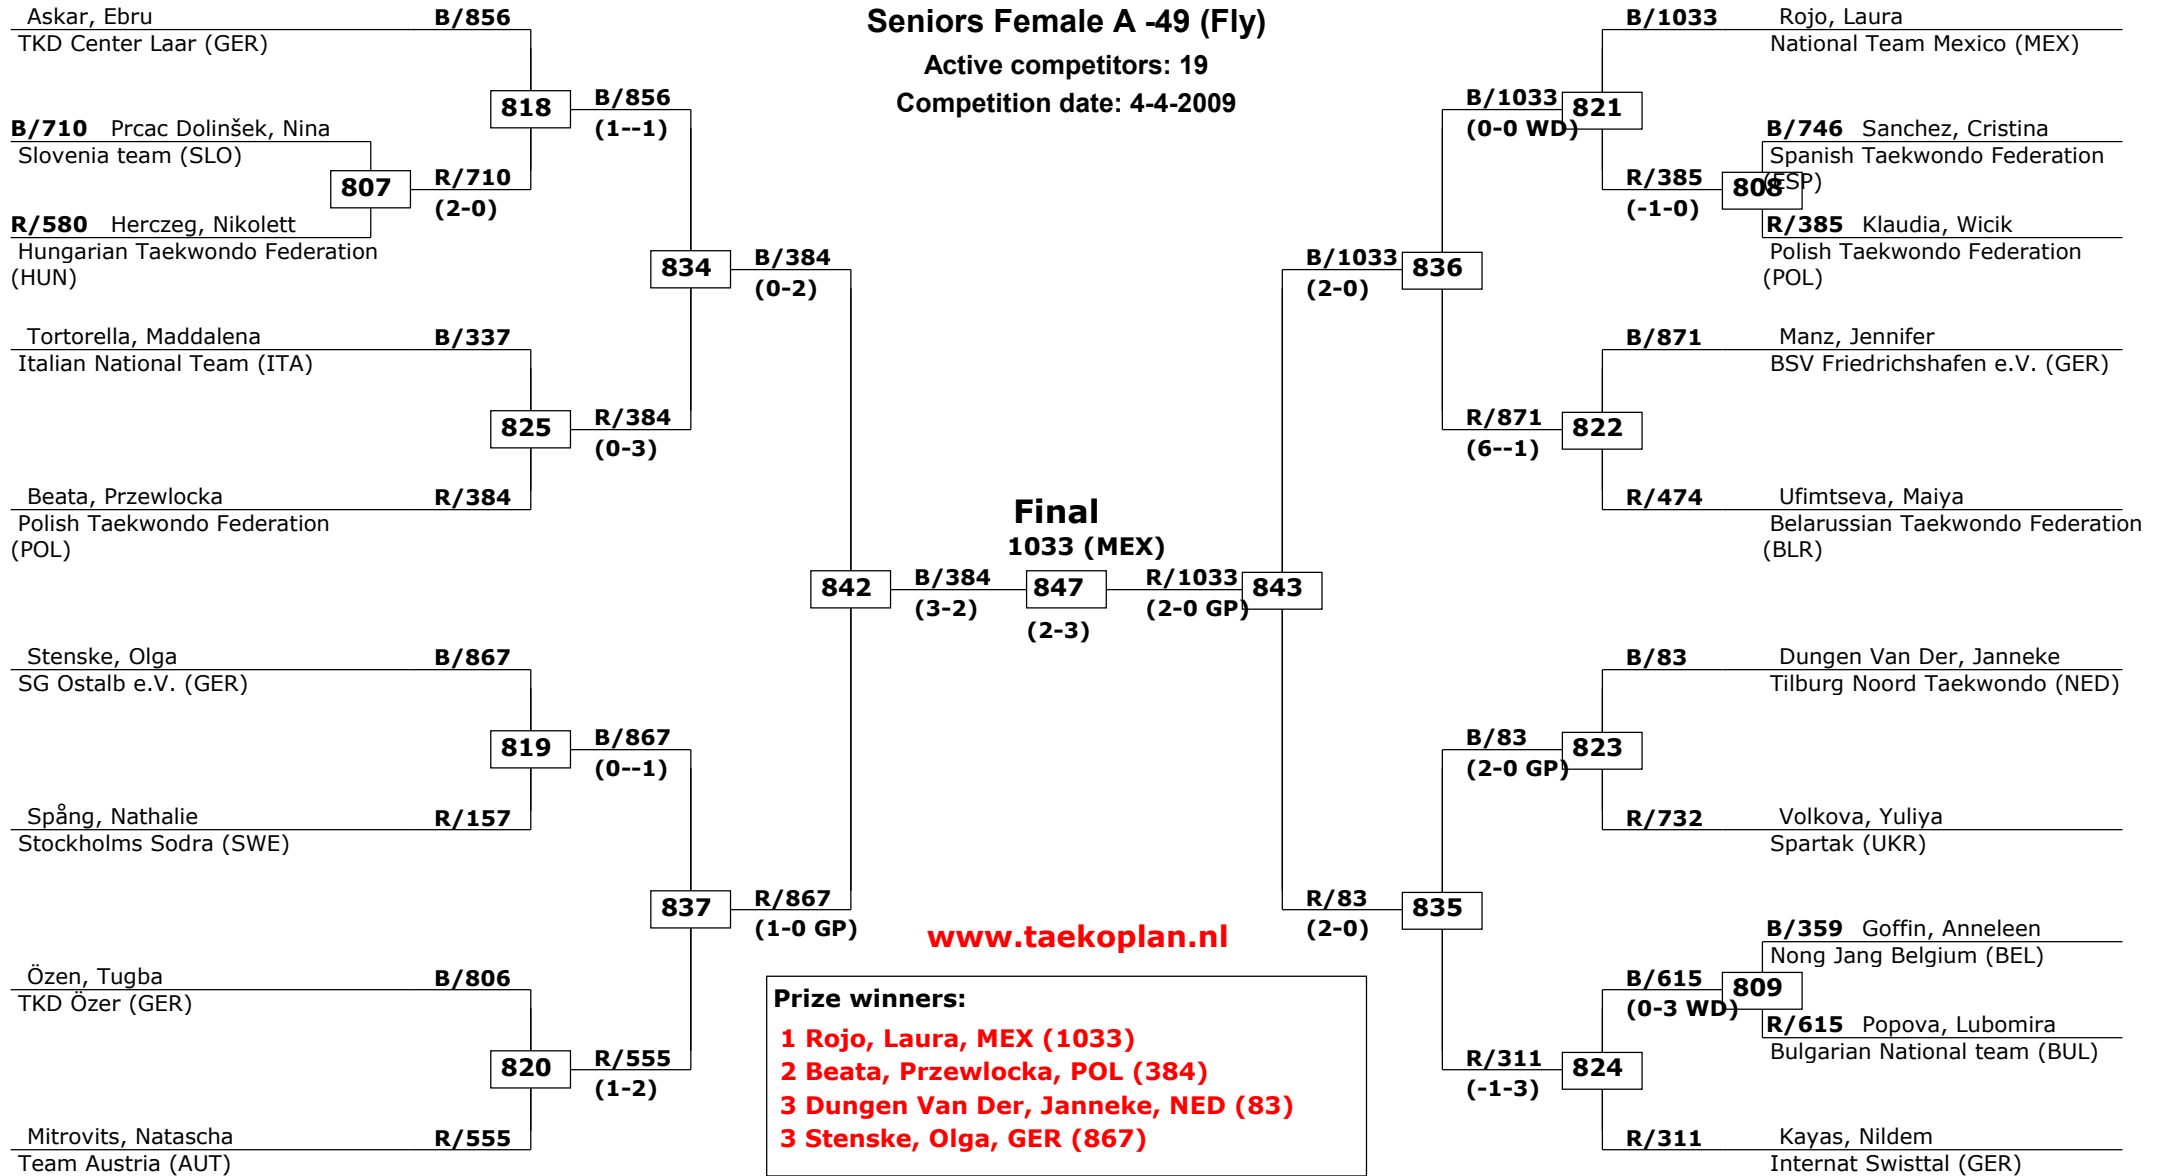 Seniors Female A -49 (Fly)
Active competitors: 19
Competition date: 4-4-2009
Askar, Ebru B/856
TKD Center Laar (GER)
818
B/856
(1--1)
B/710 Prcac Dolinšek, Nina
Slovenia team (SLO)
807
R/710
(2-0)
R/580 Herczeg, Nikolett
Hungarian Taekwondo Federation
(HUN)
834
B/384
(0-2)
Tortorella, Maddalena B/337
Italian National Team (ITA)
825
R/384
(0-3)
Beata, Przewlocka R/384
Polish Taekwondo Federation
(POL)
842
B/384
(3-2)
Stenske, Olga B/867
SG Ostalb e.V. (GER)
819
B/867
(0--1)
Spång, Nathalie R/157
Stockholms Sodra (SWE)
837
R/867
(1-0 GP)
Özen, Tugba B/806
TKD Özer (GER)
820
R/555
(1-2)
Mitrovits, Natascha R/555
Team Austria (AUT)
Final
1033 (MEX)
847
(2-3)
R/1033
(2-0 GP)
843
B/1033 Rojo, Laura
National Team Mexico (MEX)
B/1033
(0-0 WD)
821
B/746 Sanchez, Cristina
Spanish Taekwondo Federation
(ESP)
R/385
(-1-0)
808
R/385 Klaudia, Wicik
Polish Taekwondo Federation
(POL)
B/1033
(2-0)
836
B/871 Manz, Jennifer
BSV Friedrichshafen e.V. (GER)
R/871
(6--1)
822
R/474 Ufimtseva, Maiya
Belarussian Taekwondo Federation
(BLR)
B/83 Dungen Van Der, Janneke
Tilburg Noord Taekwondo (NED)
B/83
(2-0 GP)
823
R/732 Volkova, Yuliya
Spartak (UKR)
R/83
(2-0)
835
B/359 Goffin, Anneleen
Nong Jang Belgium (BEL)
B/615
(0-3 WD)
809
R/615 Popova, Lubomira
Bulgarian National team (BUL)
R/311
(-1-3)
824
R/311 Kayas, Nildem
Internat Swisttal (GER)
www.taekoplan.nl
Prize winners:
1 Rojo, Laura, MEX (1033)
2 Beata, Przewlocka, POL (384)
3 Dungen Van Der, Janneke, NED (83)
3 Stenske, Olga, GER (867)